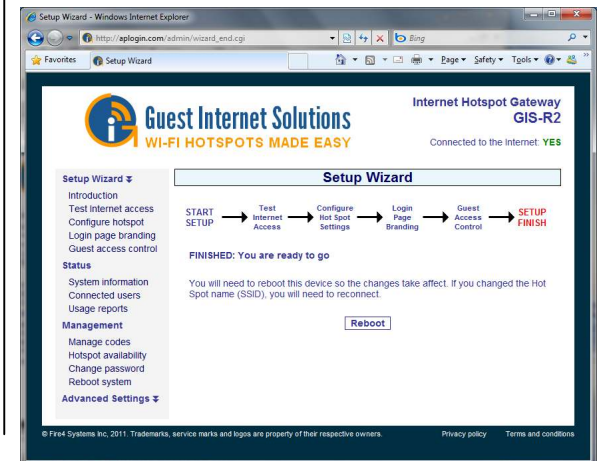 Setup Wizard - Windows Internet Explorer
http://aplogin.com/admin/wizard_end.cgi
Bing
Favorites
Setup Wizard
Page
Safety
Tools
Guest Internet Solutions
WI-FI HOTSPOTS MADE EASY
Internet Hotspot Gateway
GIS-R2
Connected to the Internet: YES
Setup Wizard
Introduction
Test Internet access
Configure hotspot
Login page branding
Guest access control
Status
System information
Connected users
Usage reports
Management
Manage codes
Hotspot availability
Change password
Reboot system
Advanced Settings
Setup Wizard
START SETUP
Test Internet Access
Configure Hot Spot Settings
Login Page Branding
Guest Access Control
SETUP FINISH
FINISHED: You are ready to go
You will need to reboot this device so the changes take affect. If you changed the Hot
Spot name (SSID), you will need to reconnect.
Reboot
© Fire4 Systems Inc, 2011. Trademarks, service marks and logos are property of their respective owners.
Privacy policy
Terms and conditions